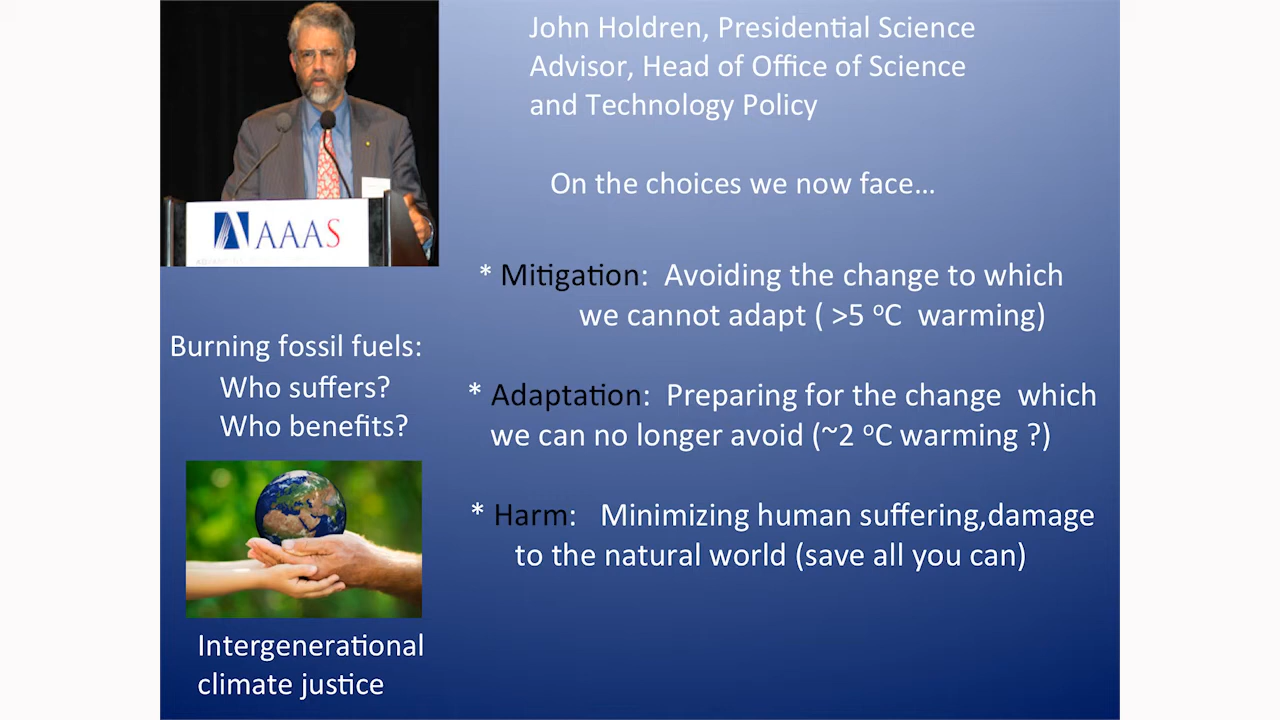 John Holdren, Presidential Science
Advisor, Head of Office of Science
and Technology Policy
On the choices we now face...
AAAS
* Mitigation: Avoiding the change to which
we cannot adapt ( >5 °C warming)
Burning fossil fuels:
Who suffers?
Who benefits?
* Adaptation: Preparing for the change which
we can no longer avoid (~2 °C warming ?)
* Harm: Minimizing human suffering,damage
to the natural world (save all you can)
Intergenerational
climate justice